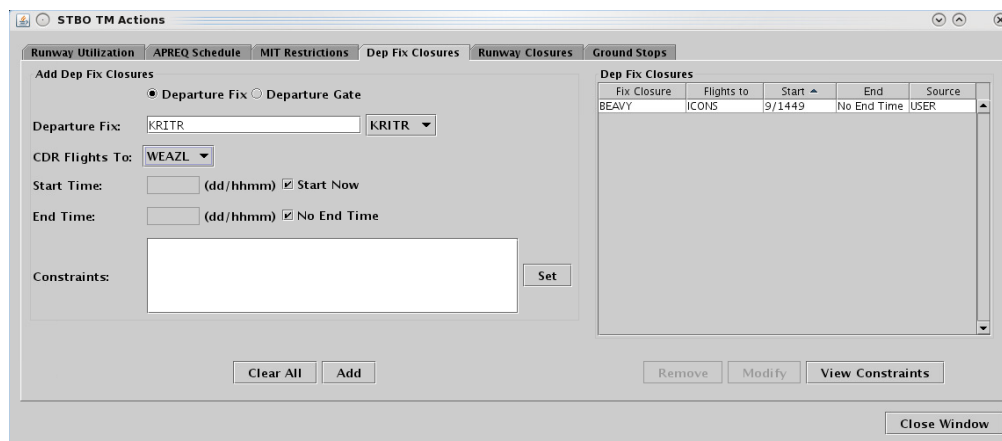 STBO TM Actions
Runway Utilization APREQ Schedule MIT Restrictions Dep Fix Closures Runway Closures Ground Stops
Add Dep Fix Closures
Departure Fix Departure Gate
Departure Fix: KRITR KRITR
CDR Flights To: WEAZL
Start Time: (dd/hhmm) Start Now
End Time: (dd/hhmm) No End Time
Constraints: Set
Clear All Add
Dep Fix Closures
Fix Closure Flights to Start End Source
BEAVY ICONS 9/1449 No End Time USER
Remove Modify View Constraints
Close Window